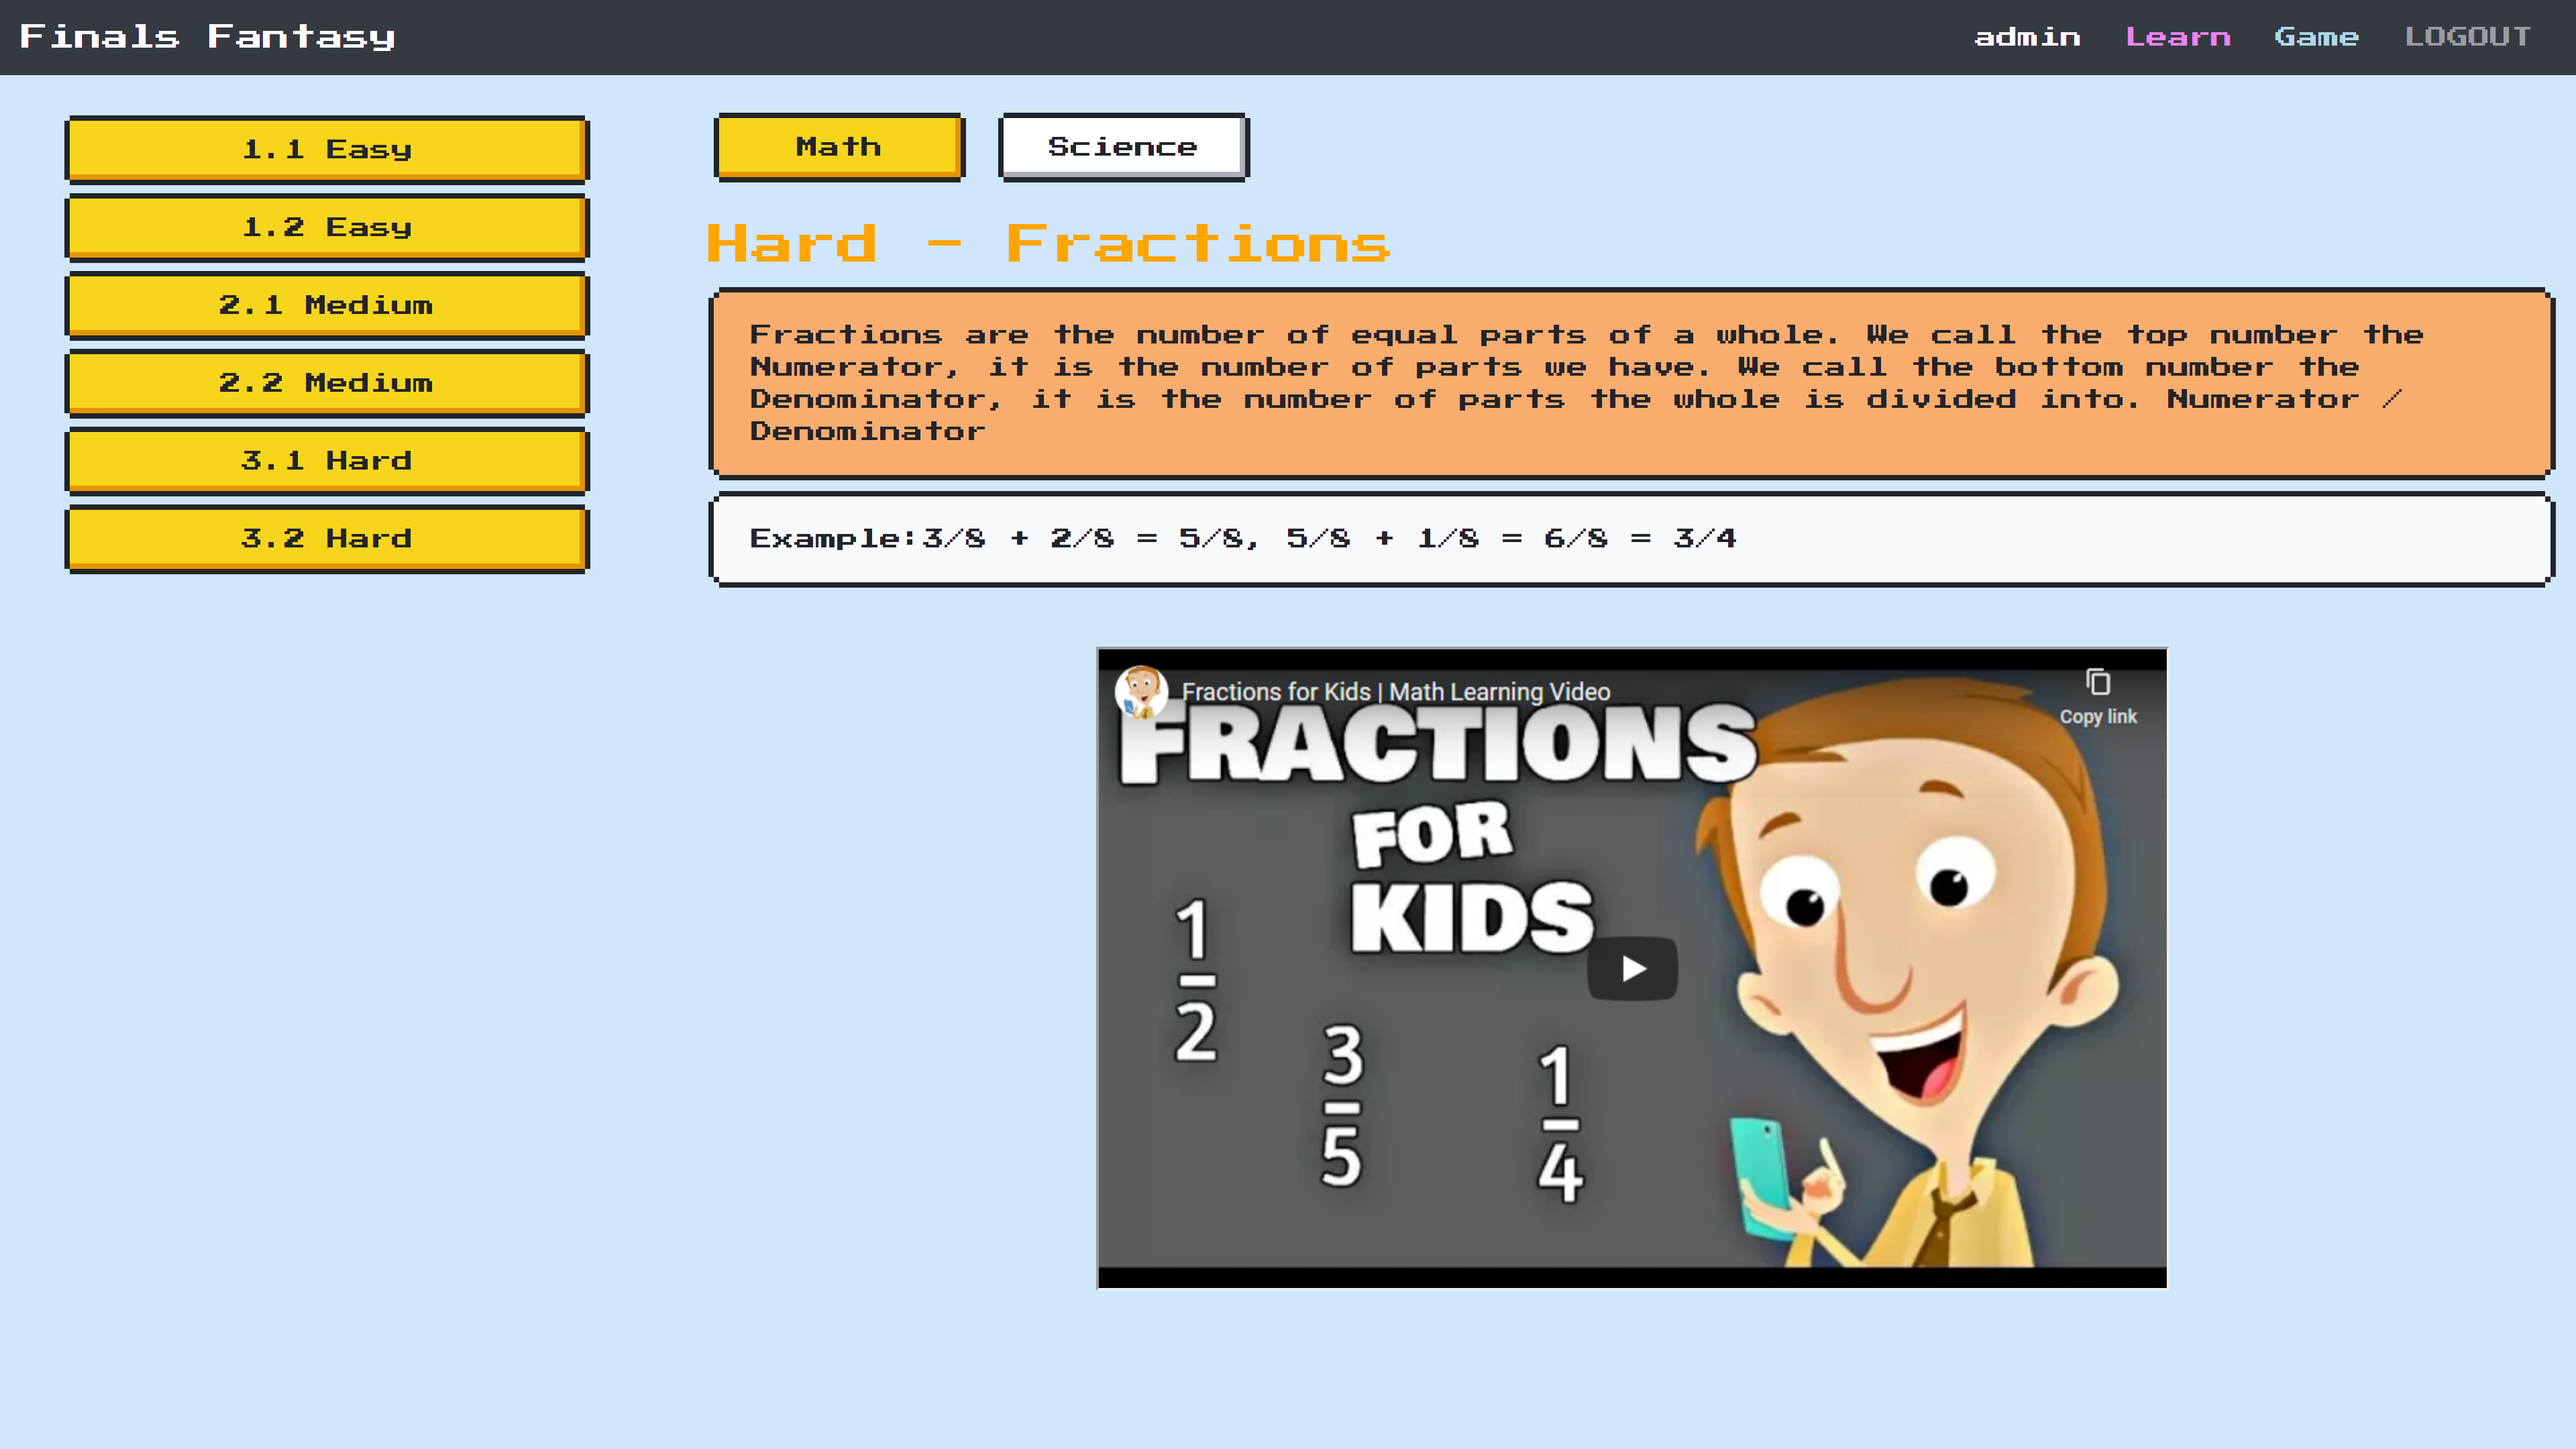 Finals Fantasy
admin Learn Game LOGOUT
1.1 Easy
1.2 Easy
2.1 Medium
2.2 Medium
3.1 Hard
3.2 Hard
Math
Science
Hard - Fractions
Fractions are the number of equal parts of a whole. We call the top number the
Numerator, it is the number of parts we have. We call the bottom number the
Denominator, it is the number of parts the whole is divided into. Numerator /
Denominator
Example:3/8 + 2/8 = 5/8, 5/8 + 1/8 = 6/8 = 3/4
Fractions for Kids | Math Learning Video
Copy link
FRACTIONS
FOR
KIDS
1
2
3
5
1
4